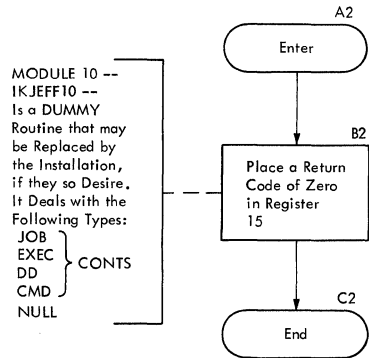 A2
Enter
MODULE 10 --
IKJEFF10 --
Is a DUMMY
Routine that may
be Replaced by
the Installation,
if they so Desire.
It Deals with the
Following Types:
JOB
EXEC
DD
CMD
CONTS
NULL
B2
Place a Return
Code of Zero
in Register
15
C2
End